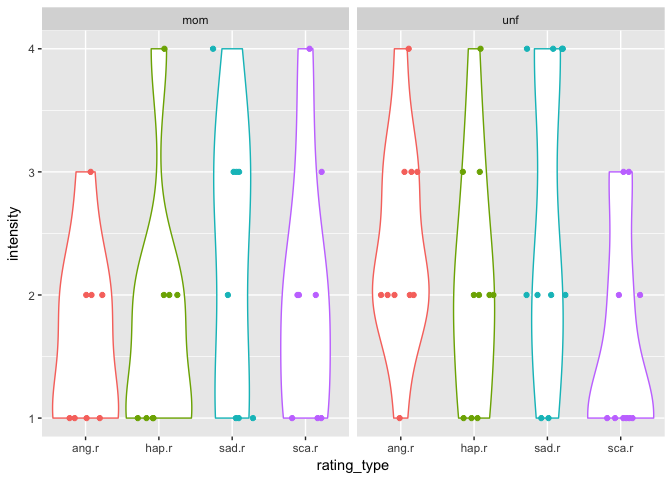 mom unf
intensity
4
3
2
1
ang.r hap.r sad.r sca.r ang.r hap.r sad.r sca.r
rating_type